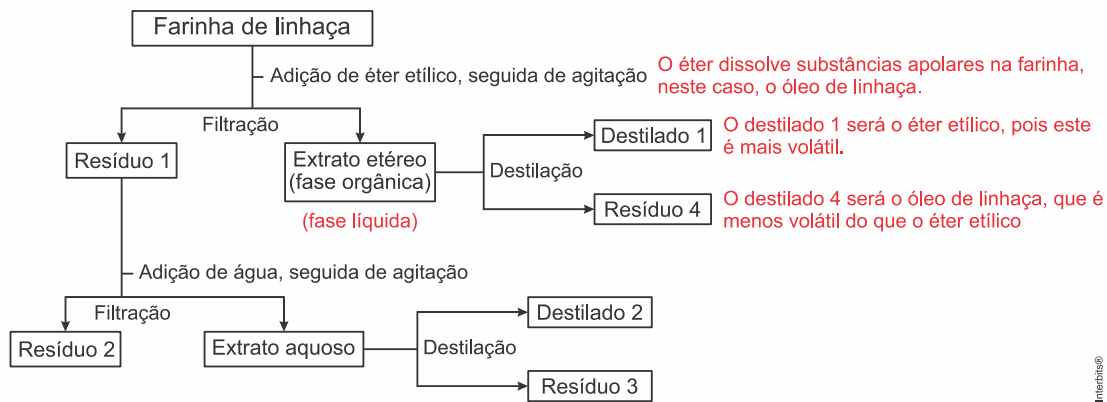 Farinha de linhaça
Adição de éter etílico, seguida de agitação
O éter dissolve substâncias apolares na farinha,
neste caso, o óleo de linhaça.
Filtração
Resíduo 1
Extrato etéreo
(fase orgânica)
(fase líquida)
Destilação
Destilado 1
O destilado 1 será o éter etílico, pois este
é mais volátil.
Resíduo 4
O destilado 4 será o óleo de linhaça, que é
menos volátil do que o éter etílico
Adição de água, seguida de agitação
Filtração
Resíduo 2
Extrato aquoso
Destilação
Destilado 2
Resíduo 3
Interbits®